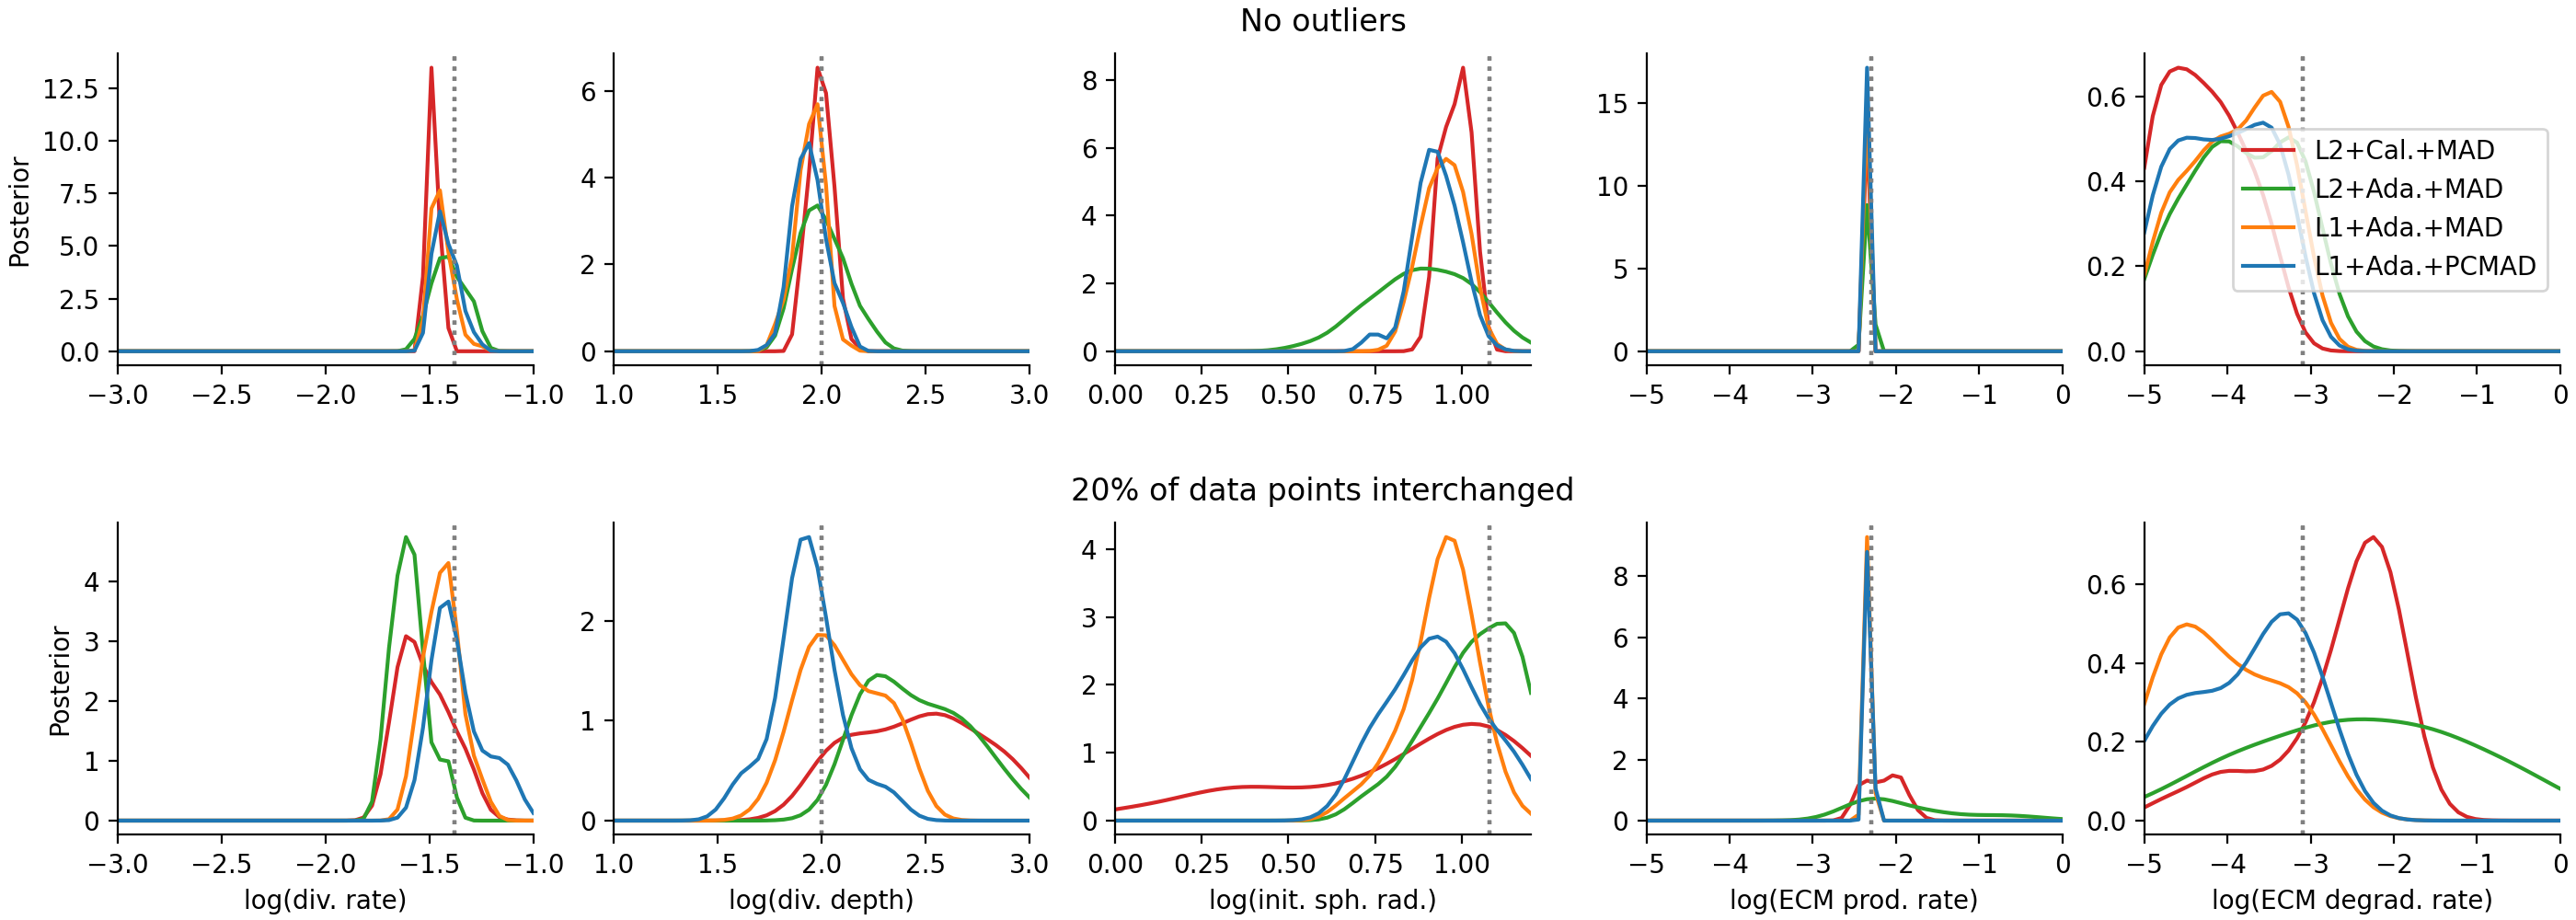 No outliers
Posterior
12.5
10.0
7.5
5.0
2.5
0.0
−3.0 −2.5 −2.0 −1.5 −1.0
6
4
2
0
1.0 1.5 2.0 2.5 3.0
8
6
4
2
0
0.00 0.25 0.50 0.75 1.00
15
10
5
0
−5 −4 −3 −2 −1 0
0.6
0.4
0.2
0.0
−5 −4 −3 −2 −1 0
L2+Cal.+MAD
L2+Ada.+MAD
L1+Ada.+MAD
L1+Ada.+PCMAD
20% of data points interchanged
Posterior
4
3
2
1
0
−3.0 −2.5 −2.0 −1.5 −1.0
log(div. rate)
2
1
0
1.0 1.5 2.0 2.5 3.0
log(div. depth)
4
3
2
1
0
0.00 0.25 0.50 0.75 1.00
log(init. sph. rad.)
8
6
4
2
0
−5 −4 −3 −2 −1 0
log(ECM prod. rate)
0.6
0.4
0.2
0.0
−5 −4 −3 −2 −1 0
log(ECM degrad. rate)